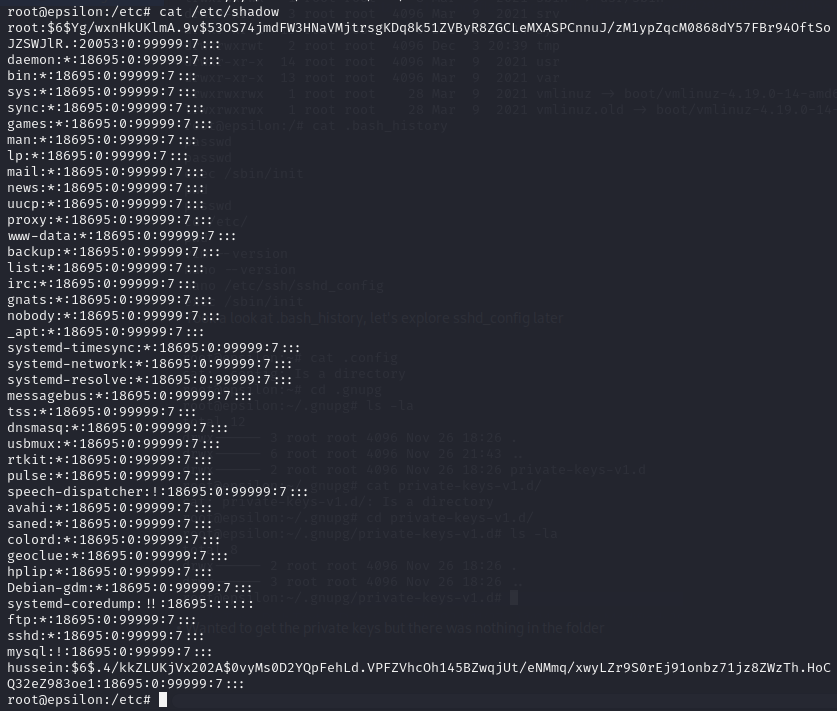 root@epsilon:/etc# cat /etc/shadow
root:$6$Yg/wxnHkUKlmA.9v$53OS74jmdFW3HNaVMjtrsgKDq8k51ZVByR8ZGCLeMXASPCnnuJ/zM1ypZqcM0868dY57FBr94OftSo
JZSWJlR.:20053:0:99999:7:::
daemon:*:18695:0:99999:7:::
bin:*:18695:0:99999:7:::
sys:*:18695:0:99999:7:::
sync:*:18695:0:99999:7:::
games:*:18695:0:99999:7:::
man:*:18695:0:99999:7:::
lp:*:18695:0:99999:7:::
mail:*:18695:0:99999:7:::
news:*:18695:0:99999:7:::
uucp:*:18695:0:99999:7:::
proxy:*:18695:0:99999:7:::
www-data:*:18695:0:99999:7:::
backup:*:18695:0:99999:7:::
list:*:18695:0:99999:7:::
irc:*:18695:0:99999:7:::
gnats:*:18695:0:99999:7:::
nobody:*:18695:0:99999:7:::
_apt:*:18695:0:99999:7:::
systemd-timesync:*:18695:0:99999:7:::
systemd-network:*:18695:0:99999:7:::
systemd-resolve:*:18695:0:99999:7:::
messagebus:*:18695:0:99999:7:::
tss:*:18695:0:99999:7:::
dnsmasq:*:18695:0:99999:7:::
usbmux:*:18695:0:99999:7:::
rtkit:*:18695:0:99999:7:::
pulse:*:18695:0:99999:7:::
speech-dispatcher:!:18695:0:99999:7:::
avahi:*:18695:0:99999:7:::
saned:*:18695:0:99999:7:::
colord:*:18695:0:99999:7:::
geoclue:*:18695:0:99999:7:::
hplip:*:18695:0:99999:7:::
Debian-gdm:*:18695:0:99999:7:::
systemd-coredump:!!:18695::::::
ftp:*:18695:0:99999:7:::
sshd:*:18695:0:99999:7:::
mysql:!:18695:0:99999:7:::
hussein:$6$.4/kkZLUKjVx202A$0vyMs0D2YQpFehLd.VPFZVhcOh145BZwqjUt/eNMmq/xwyLZr9S0rEj91onbz71jz8ZWzTh.HoC
Q32eZ983oe1:18695:0:99999:7:::
root@epsilon:/etc#